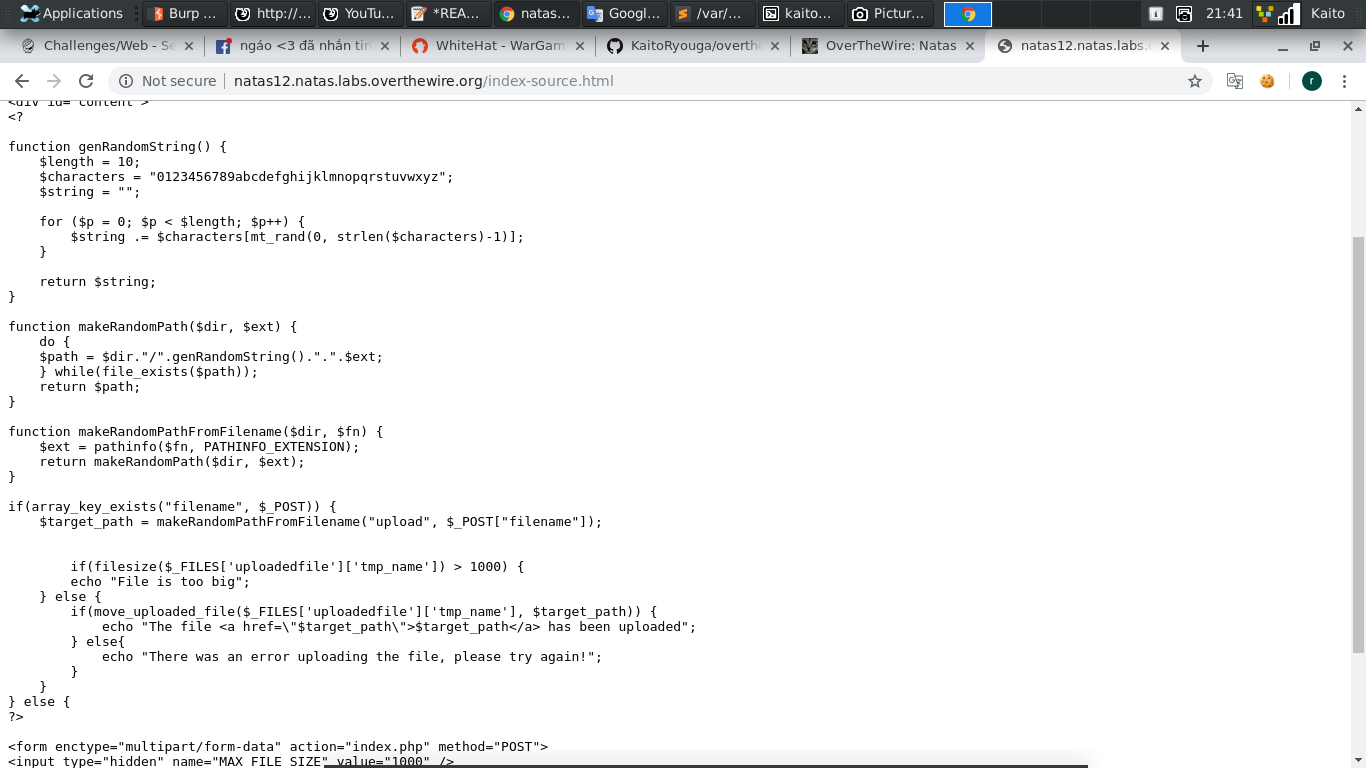 Applications Burp ... http://... YouTu... *REA... natas... Googl... /var/... kaito... Pictur... 21:41 Kaito
Challenges/Web - Se ngáo <3 đã nhắn tin WhiteHat - WarGam KaitoRyouga/overth OverTheWire: Natas natas12.natas.labs.
Not secure natas12.natas.labs.overthewire.org/index-source.html r
<div id="content">
<?
function genRandomString() {
$length = 10;
$characters = "0123456789abcdefghijklmnopqrstuvwxyz";
$string = "";
for ($p = 0; $p < $length; $p++) {
$string .= $characters[mt_rand(0, strlen($characters)-1)];
}
return $string;
}
function makeRandomPath($dir, $ext) {
do {
$path = $dir."/".genRandomString().".".$ext;
} while(file_exists($path));
return $path;
}
function makeRandomPathFromFilename($dir, $fn) {
$ext = pathinfo($fn, PATHINFO_EXTENSION);
return makeRandomPath($dir, $ext);
}
if(array_key_exists("filename", $_POST)) {
$target_path = makeRandomPathFromFilename("upload", $_POST["filename"]);
if(filesize($_FILES['uploadedfile']['tmp_name']) > 1000) {
echo "File is too big";
} else {
if(move_uploaded_file($_FILES['uploadedfile']['tmp_name'], $target_path)) {
echo "The file <a href=\"$target_path\">$target_path</a> has been uploaded";
} else{
echo "There was an error uploading the file, please try again!";
}
}
} else {
?>
<form enctype="multipart/form-data" action="index.php" method="POST">
<input type="hidden" name="MAX_FILE_SIZE" value="1000" />